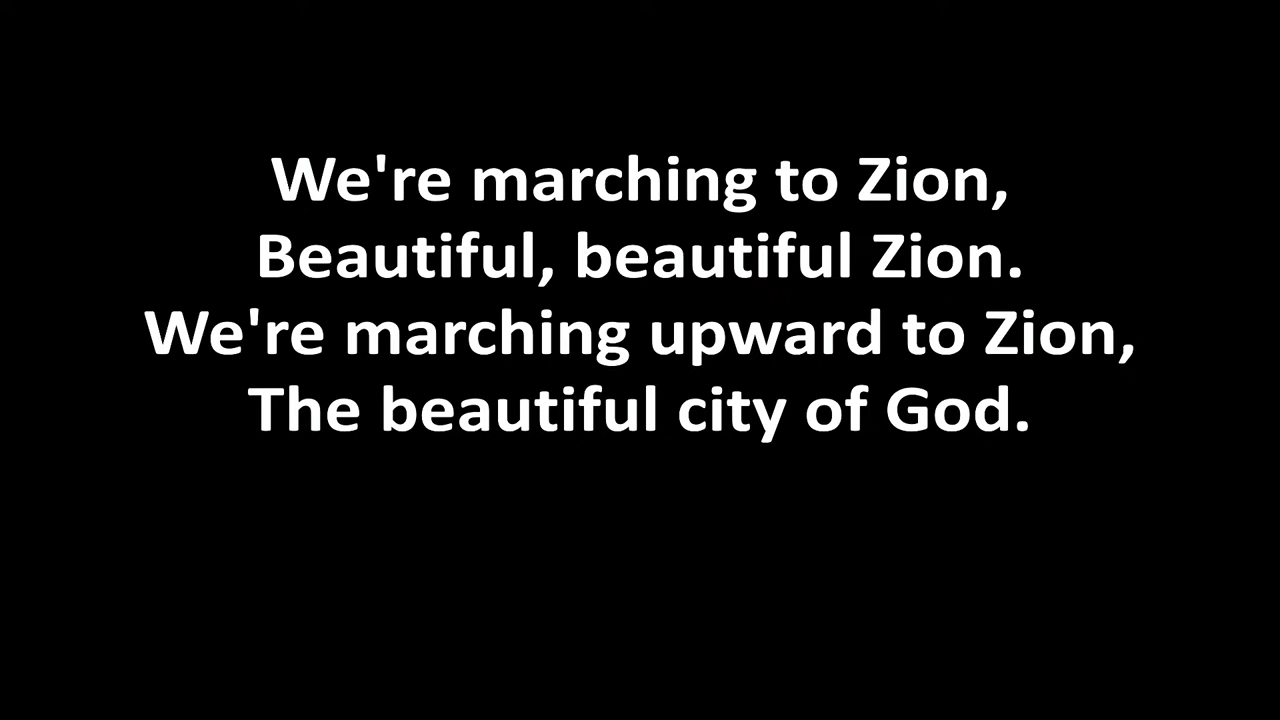 We're marching to Zion,
Beautiful, beautiful Zion.
We're marching upward to Zion,
The beautiful city of God.